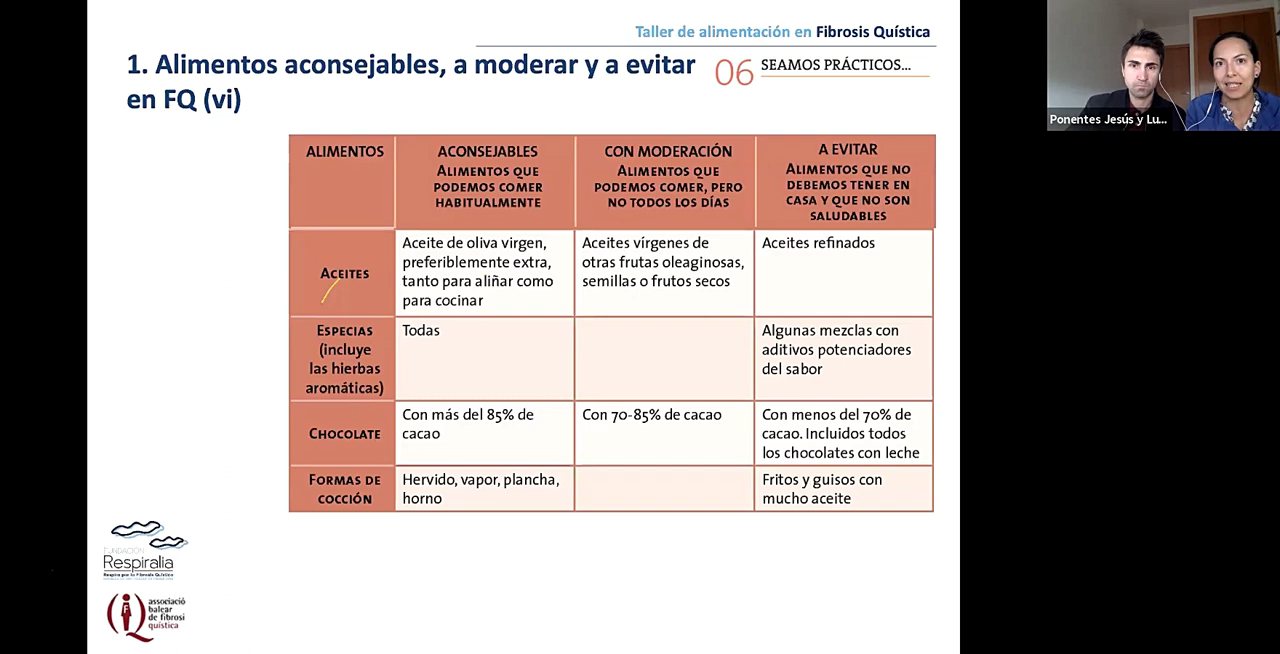 Taller de alimentación en Fibrosis Quística
1. Alimentos aconsejables, a moderar y a evitar
en FQ (vi)
06 SEAMOS PRÁCTICOS...
Ponentes Jesús y Lu...
ALIMENTOS
ACONSEJABLES
ALIMENTOS QUE
PODEMOS COMER
HABITUALMENTE
CON MODERACIÓN
ALIMENTOS QUE
PODEMOS COMER, PERO
NO TODOS LOS DÍAS
A EVITAR
ALIMENTOS QUE NO
DEBEMOS TENER EN
CASA Y QUE NO SON
SALUDABLES
ACEITES
Aceite de oliva virgen,
preferiblemente extra,
tanto para aliñar como
para cocinar
Aceites vírgenes de
otras frutas oleaginosas,
semillas o frutos secos
Aceites refinados
ESPECIAS
(incluye
las hierbas
aromáticas)
Todas
Algunas mezclas con
aditivos potenciadores
del sabor
CHOCOLATE
Con más del 85% de
cacao
Con 70-85% de cacao
Con menos del 70% de
cacao. Incluidos todos
los chocolates con leche
FORMAS DE
COCCIÓN
Hervido, vapor, plancha,
horno
Fritos y guisos con
mucho aceite
FUNDACIÓN
Respiralia
Respira por la Fibrosis Quística
associació
balear
de fibrosi
quística